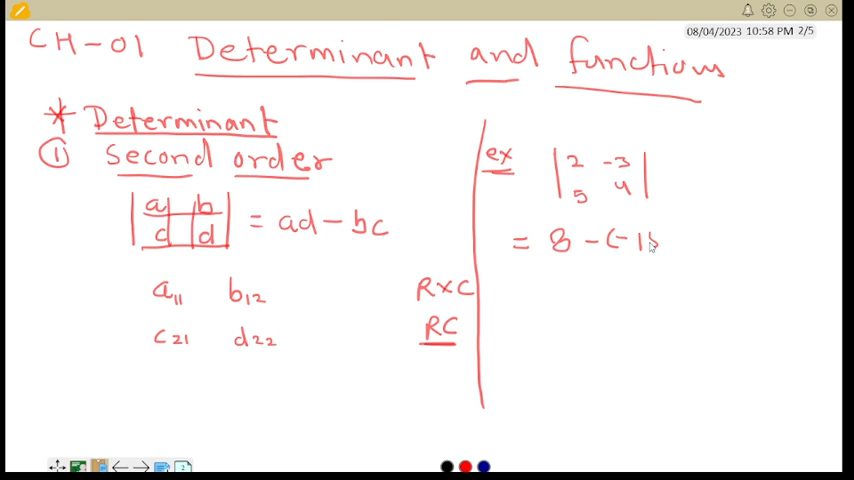 08/04/2023 10:58 PM 2/5
CH-01 Determinant and functions
* Determinant
① Second order
| a b |
| c d | = ad - bc
a11 b12
c21 d22
R×C
RC
ex
| 2 -3 |
| 5 4 |
= 8 - (-1
2